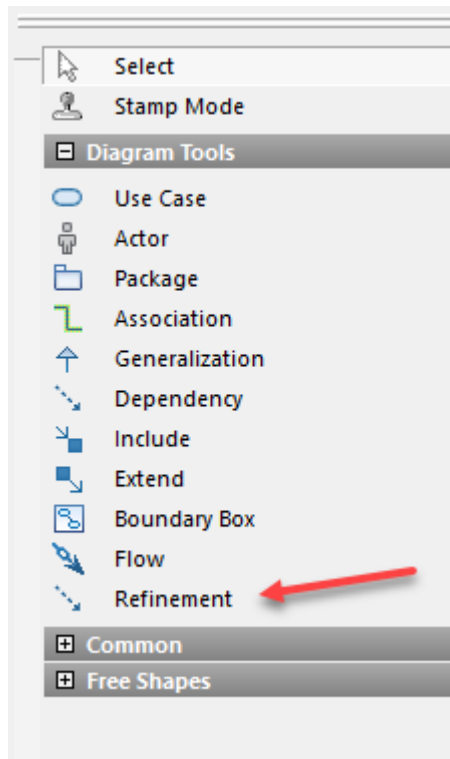 Select
Stamp Mode
Diagram Tools
Use Case
Actor
Package
Association
Generalization
Dependency
Include
Extend
Boundary Box
Flow
Refinement
Common
Free Shapes